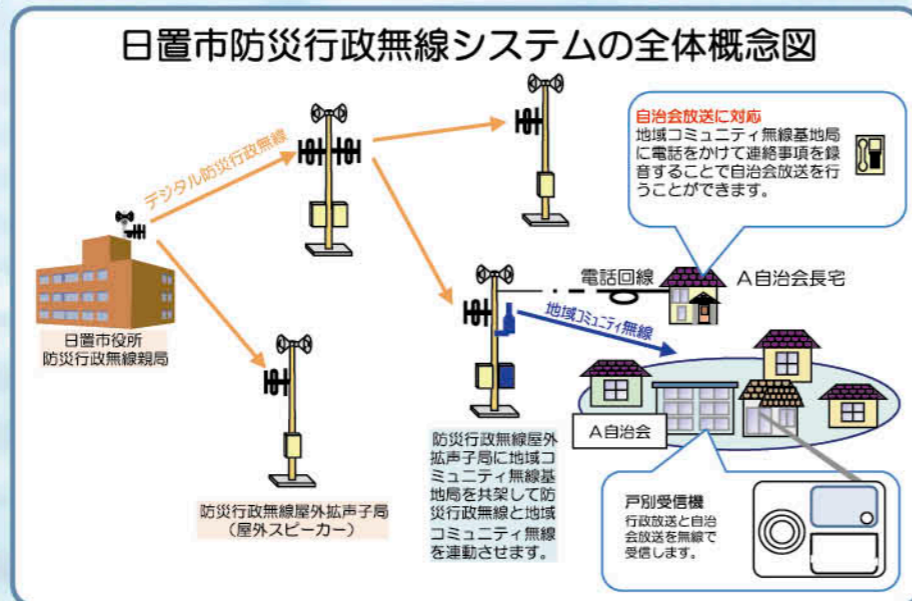 日置市防災行政無線システムの全体概念図
自治会放送に対応
地域コミュニティ無線基地局
に電話をかけて連絡事項を録
音することで自治会放送を行
うことができます。
デジタル防災行政無線
電話回線
A自治会長宅
地域コミュニティ無線
日置市役所
防災行政無線親局
A自治会
防災行政無線屋外
拡声子局に地域コ
ミュニティ無線基
地局を共架して防
災行政無線と地域
コミュニティ無線
を連動させます。
防災行政無線屋外拡声子局
（屋外スピーカー）
戸別受信機
行政放送と自治
会放送を無線で
受信します。